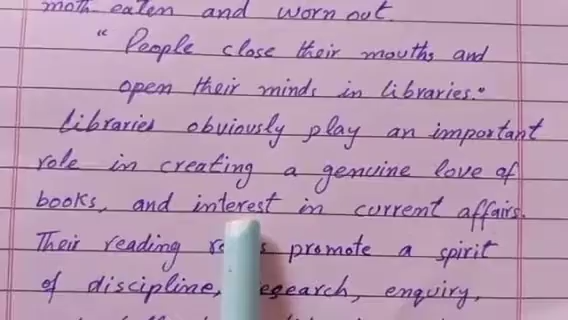 moth eaten and worn out.
" People close their mouths and
open their minds in libraries."
Libraries obviously play an important
role in creating a genuine love of
books, and interest in current affairs.
Their reading promote a spirit
of discipline, enquiry,